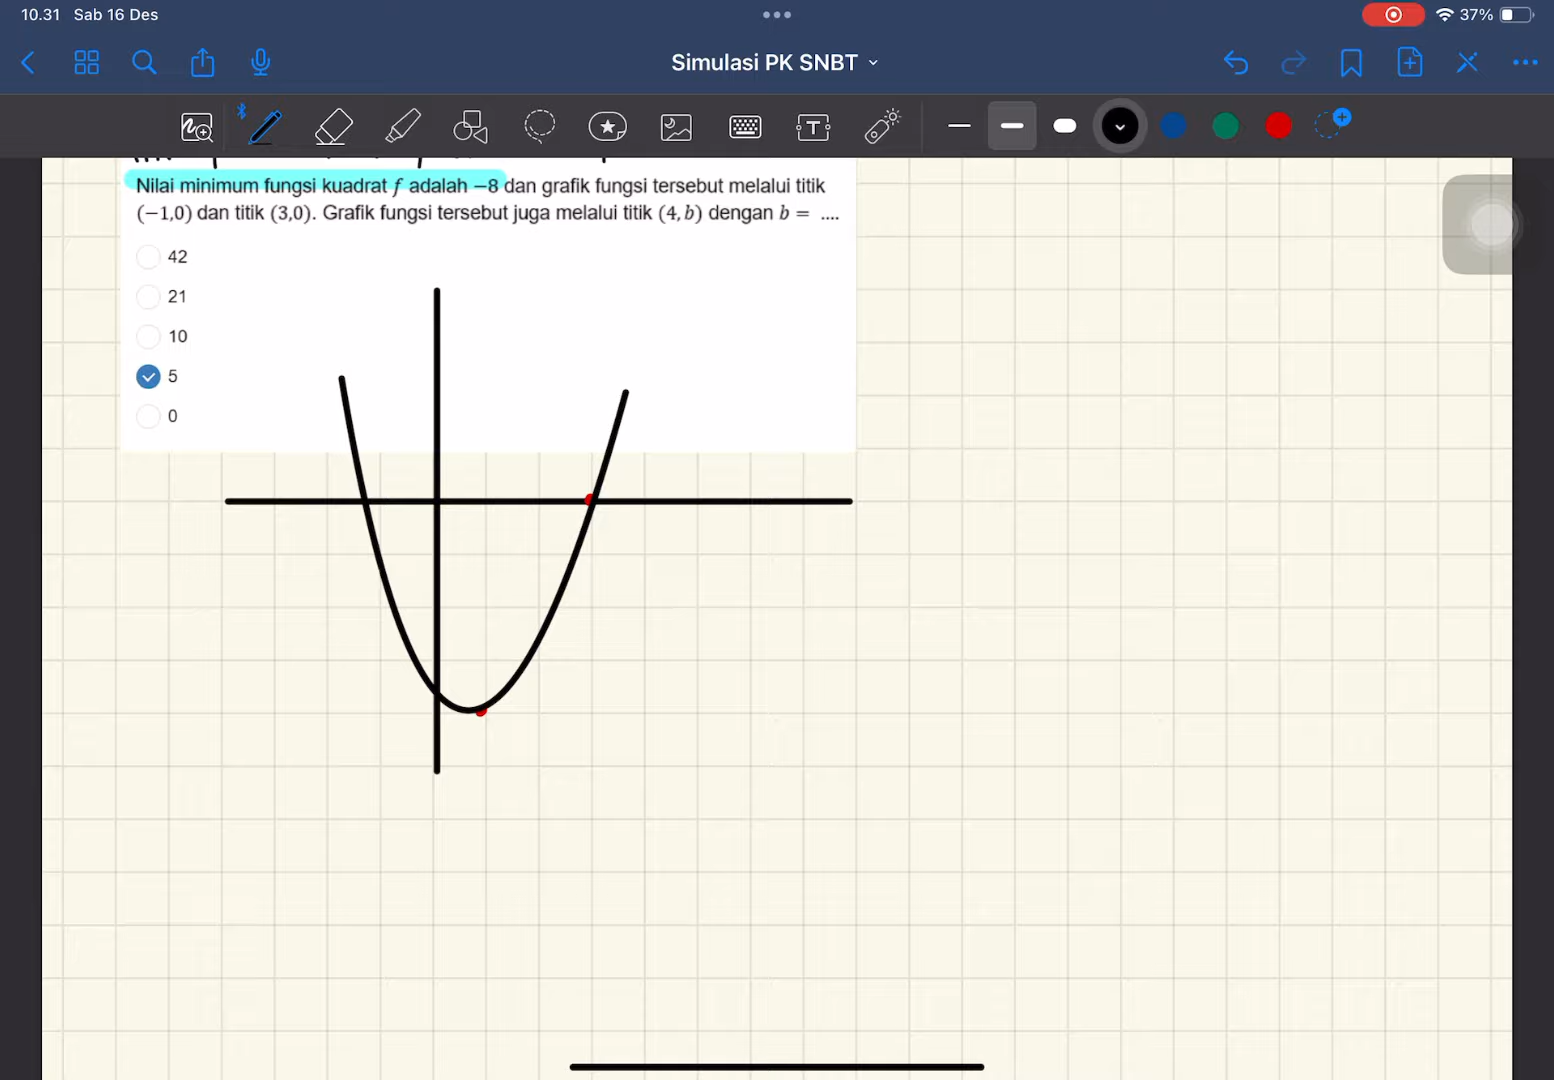 10.31 Sab 16 Des
37%
Simulasi PK SNBT
T
Nilai minimum fungsi kuadrat f adalah −8 dan grafik fungsi tersebut melalui titik
(−1,0) dan titik (3,0). Grafik fungsi tersebut juga melalui titik (4, b) dengan b = ....
42
21
10
5
0